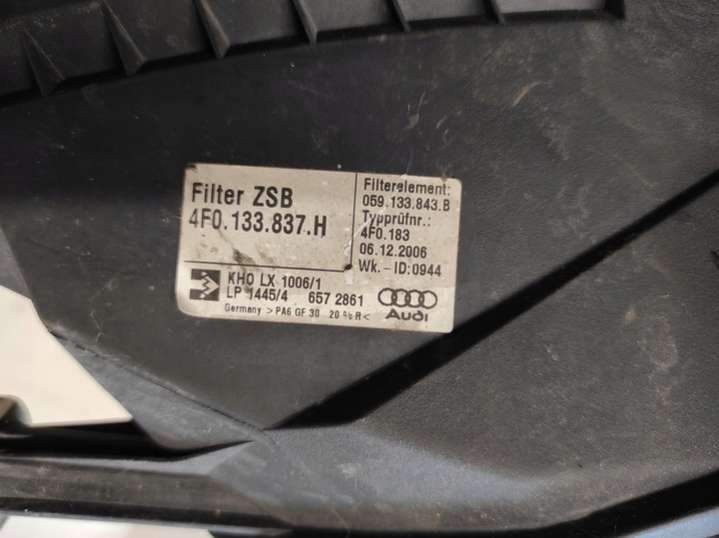 Filter ZSB
4F0.133.837.H
Filterelement:
059.133.843.B
Typprüfnr.:
4F0.183
06.12.2006
Wk. - ID:0944
KHO LX 1006/1
LP 1445/4 657 2861
Germany >PA6 GF 30 20 % R<
Audi